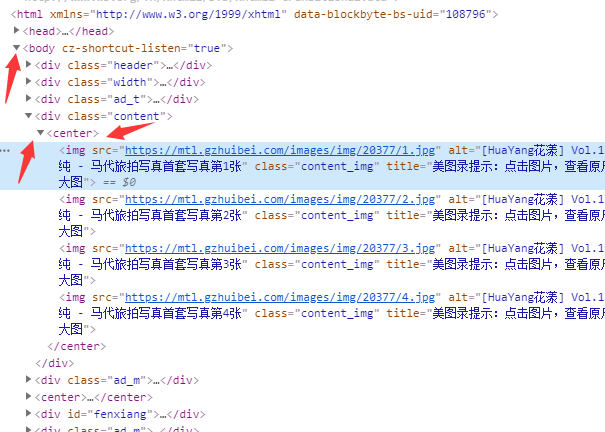 <html xmlns="http://www.w3.org/1999/xhtml" data-blockbyte-bs-uid="108796">
<head>…</head>
<body cz-shortcut-listen="true">
<div class="header">…</div>
<div class="width">…</div>
<div class="ad_t">…</div>
<div class="content">
<center>
… <img src="https://mtl.gzhuibei.com/images/img/20377/1.jpg" alt="[HuaYang花漾] Vol.1
纯 - 马代旅拍写真首套写真第1张" class="content_img" title="美图录提示：点击图片，查看原
大图"> == $0
<img src="https://mtl.gzhuibei.com/images/img/20377/2.jpg" alt="[HuaYang花漾] Vol.1
纯 - 马代旅拍写真首套写真第2张" class="content_img" title="美图录提示：点击图片，查看原
大图">
<img src="https://mtl.gzhuibei.com/images/img/20377/3.jpg" alt="[HuaYang花漾] Vol.1
纯 - 马代旅拍写真首套写真第3张" class="content_img" title="美图录提示：点击图片，查看原
大图">
<img src="https://mtl.gzhuibei.com/images/img/20377/4.jpg" alt="[HuaYang花漾] Vol.1
纯 - 马代旅拍写真首套写真第4张" class="content_img" title="美图录提示：点击图片，查看原
大图">
</center>
</div>
<div class="ad_m">…</div>
<center>…</center>
<div id="fenxiang">…</div>
<div class="ad_m">…</div>